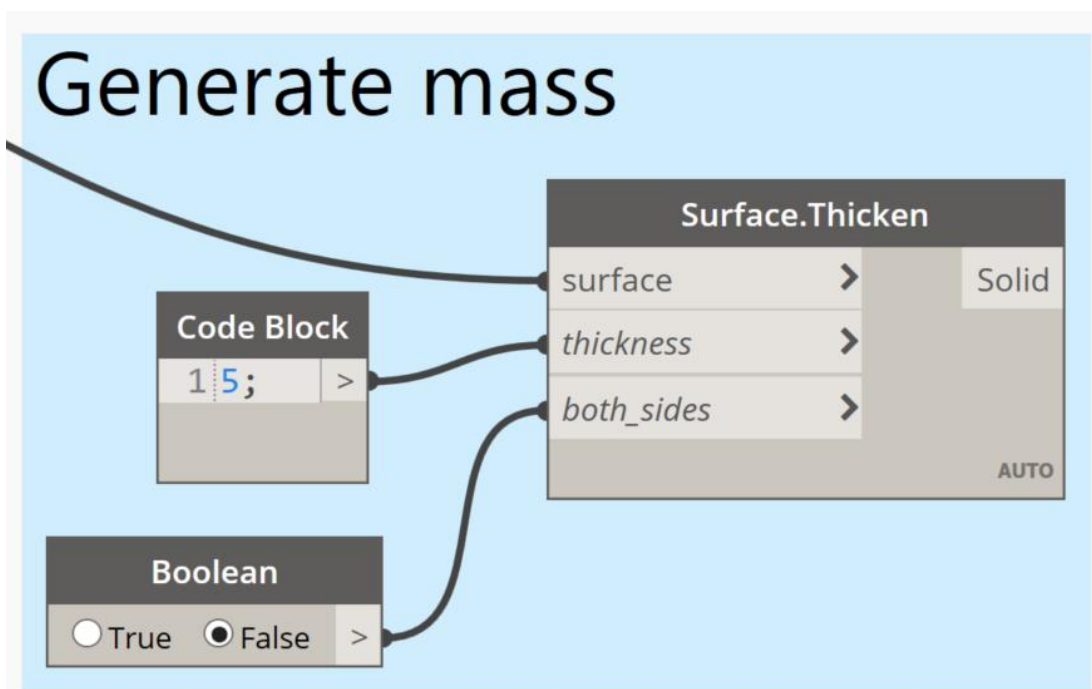 Generate mass
Surface.Thicken
surface > Solid
Code Block
thickness >
1 5; >
both_sides >
AUTO
Boolean
True False >